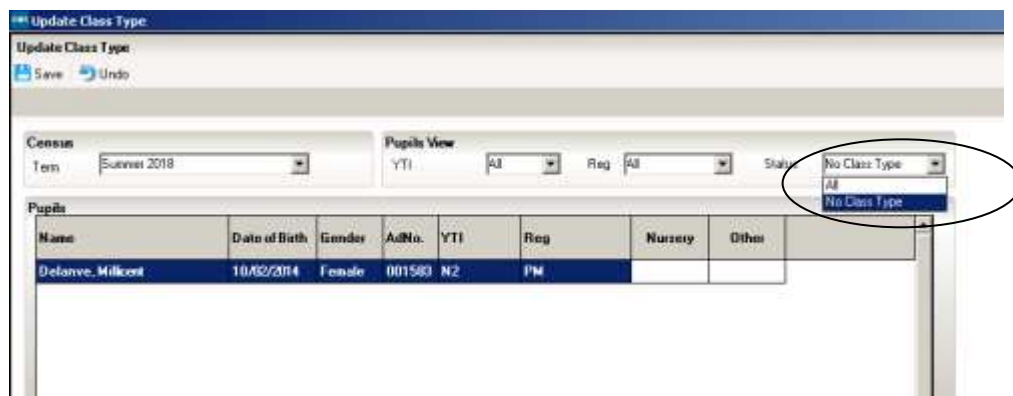 Update Class Type
Update Class Type
Save Undo
Census Pupils View
Term Summer 2018 YTI All Reg All Status No Class Type
All
No Class Type
Pupils
Name Date of Birth Gender AdNo. YTI Reg Nursery Other
Delanve, Millicent 10/02/2014 Female 001583 N2 PM